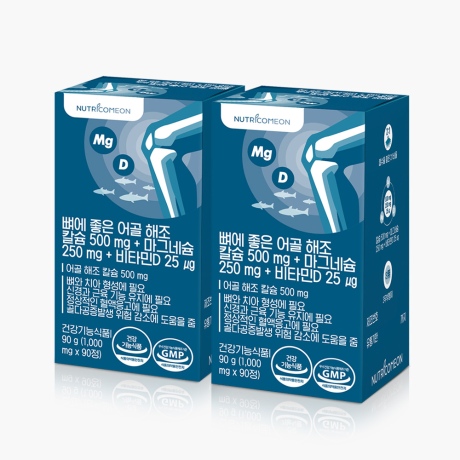 NUTRICOMEON
Mg
D
뼈에 좋은 어골 해조
칼슘 500 mg + 마그네슘
250 mg + 비타민D 25 μg
어골 해조 칼슘 500 mg
뼈와 치아 형성에 필요
신경과 근육 기능 유지에 필요
정상적인 혈액응고에 필요
골다공증발생 위험 감소에 도움을 줌
건강기능식품
90 g (1,000
mg x 90정)
건강
기능식품
GMP
NUTRICOMEON
Mg
D
뼈에 좋은 어골 해조
칼슘 500 mg + 마그네슘
250 mg + 비타민D 25 μg
어골 해조 칼슘 500 mg
뼈와 치아 형성에 필요
신경과 근육 기능 유지에 필요
정상적인 혈액응고에 필요
골다공증발생 위험 감소에 도움을 줌
건강기능식품
90 g (1,000
mg x 90정)
건강
기능식품
GMP
NUTRICOMEON